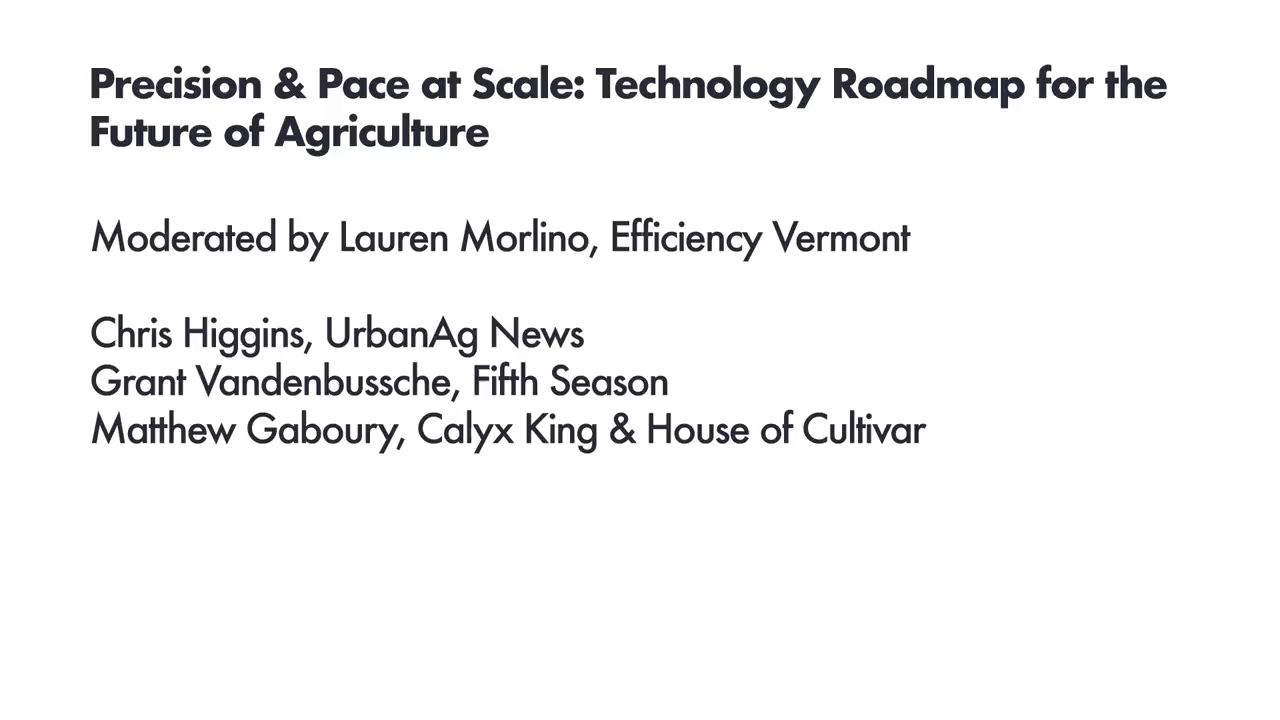 Precision & Pace at Scale: Technology Roadmap for the
Future of Agriculture
Moderated by Lauren Morlino, Efficiency Vermont
Chris Higgins, UrbanAg News
Grant Vandenbussche, Fifth Season
Matthew Gaboury, Calyx King & House of Cultivar